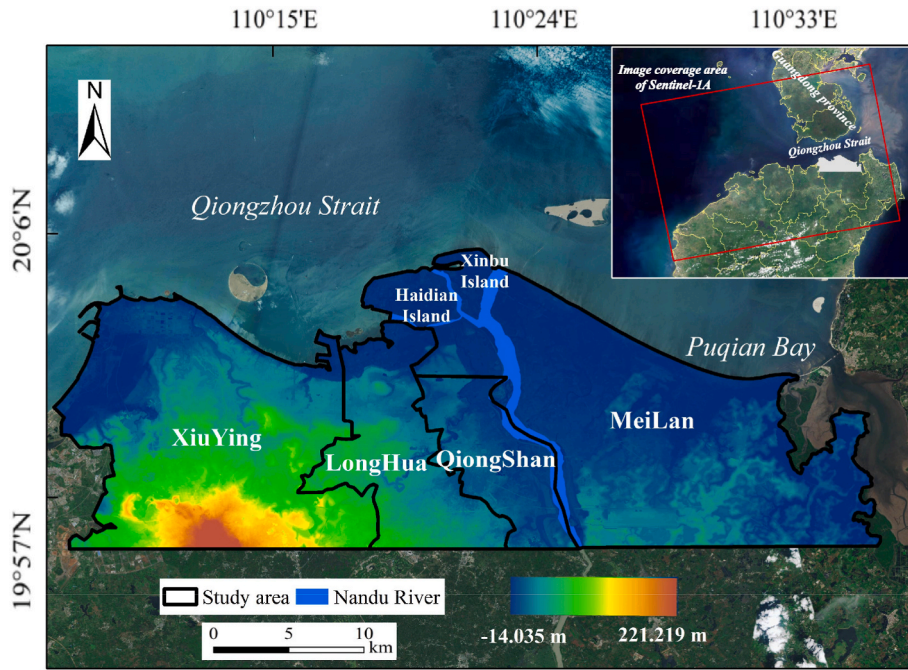 110°15'E
110°24'E
110°33'E
Image coverage area
of Sentinel-1A
Guangdong province
Qiongzhou Strait
N
20°6'N
Qiongzhou Strait
Xinbu
Island
Haidian
Island
Puqian Bay
XiuYing
LongHua
QiongShan
MeiLan
19°57'N
Study area
Nandu River
0
5
10
km
-14.035 m
221.219 m